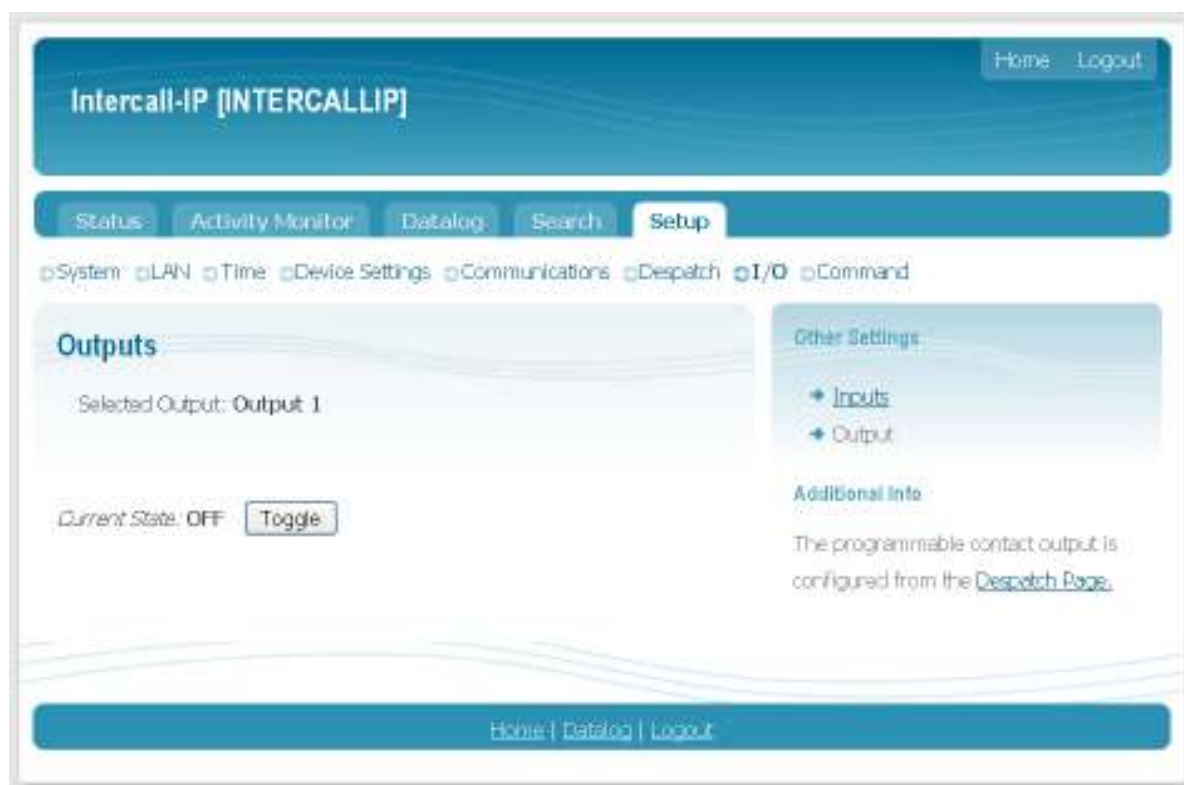 Home Logout
Intercall-IP [INTERCALLIP]
Status Activity Monitor Datalog Search Setup
System LAN Time Device Settings Communications Despatch I/O Command
Outputs
Selected Output: Output 1
Current State: OFF Toggle
Other Settings
Inputs
Output
Additional Info
The programmable contact output is
configured from the Despatch Page.
Home | Datalog | Logout